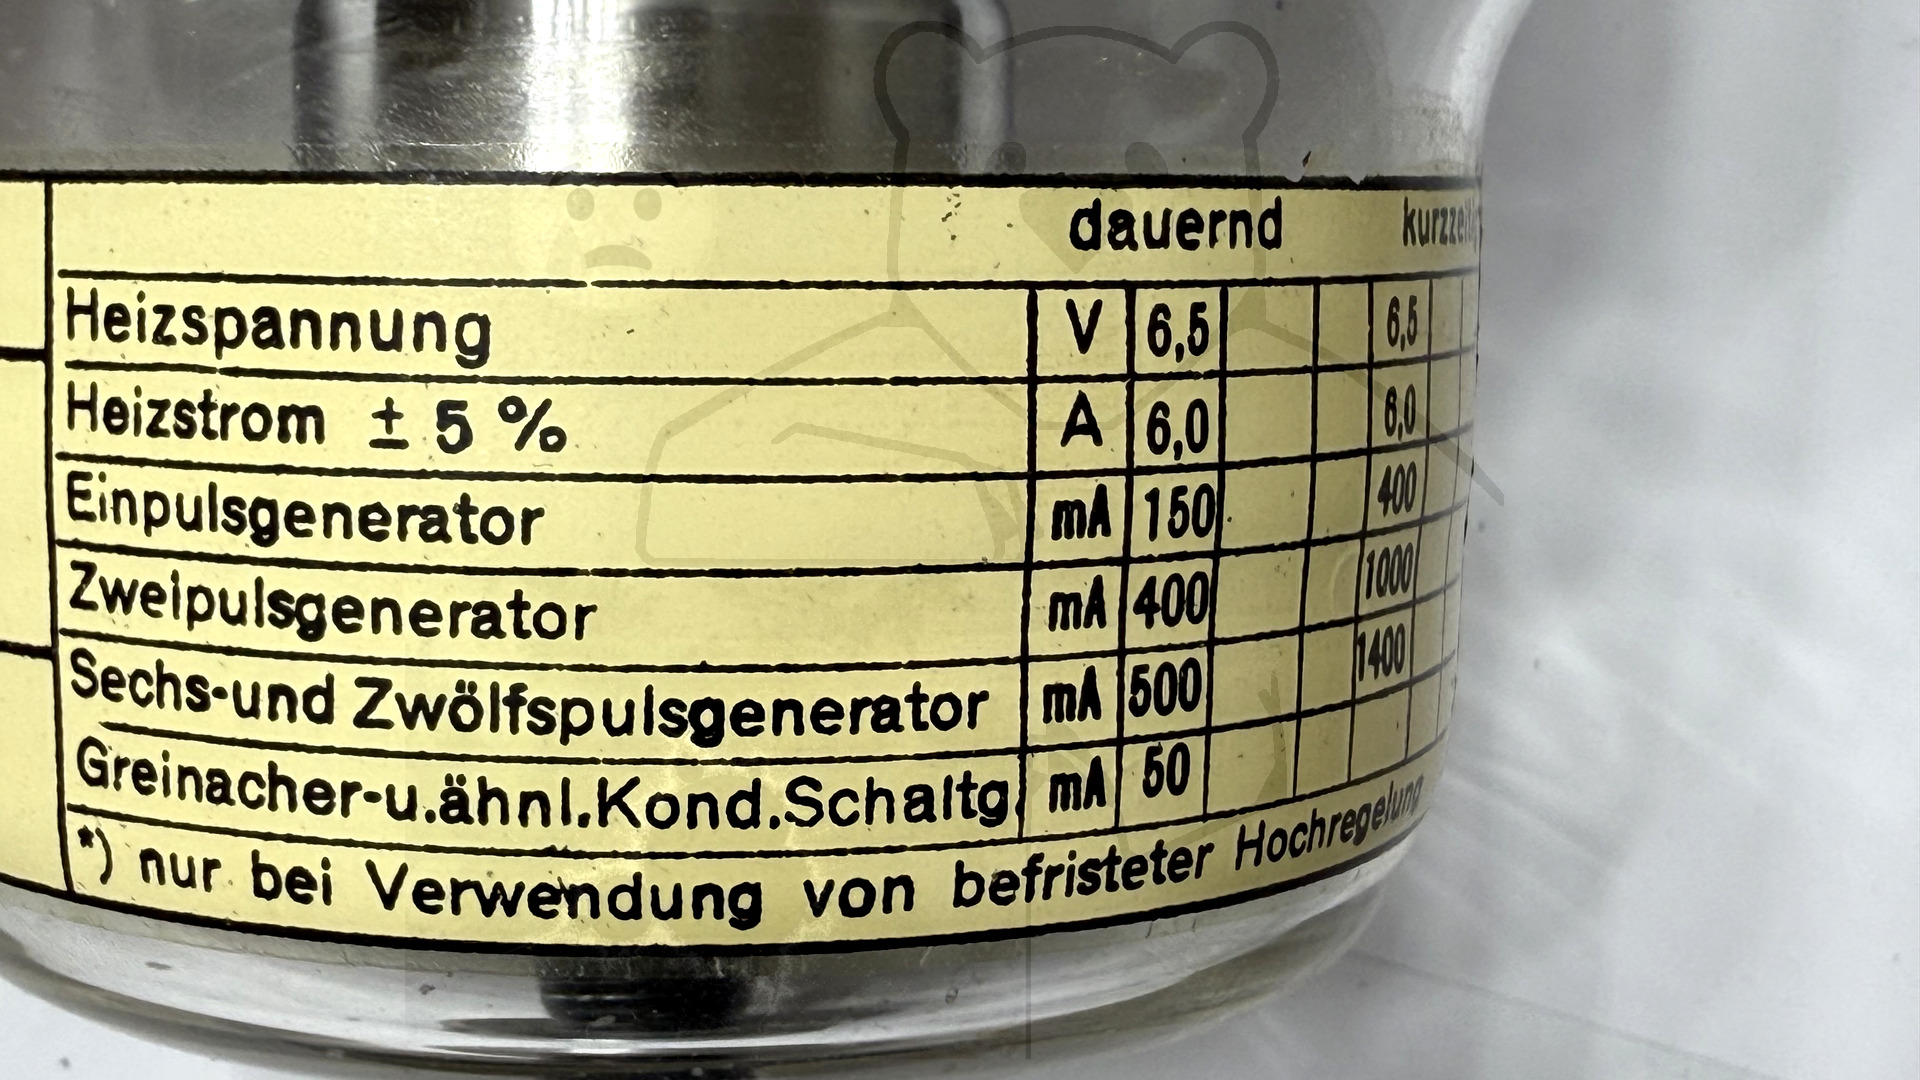 dauernd kurzzeitig
Heizspannung V 6,5 6,5
Heizstrom ± 5 % A 6,0 6,0
Einpulsgenerator mA 150 400
Zweipulsgenerator mA 400 1000
Sechs-und Zwölfspulsgenerator mA 500 1400
Greinacher-u.ähnl.Kond.Schaltg. mA 50
*) nur bei Verwendung von befristeter Hochregelung